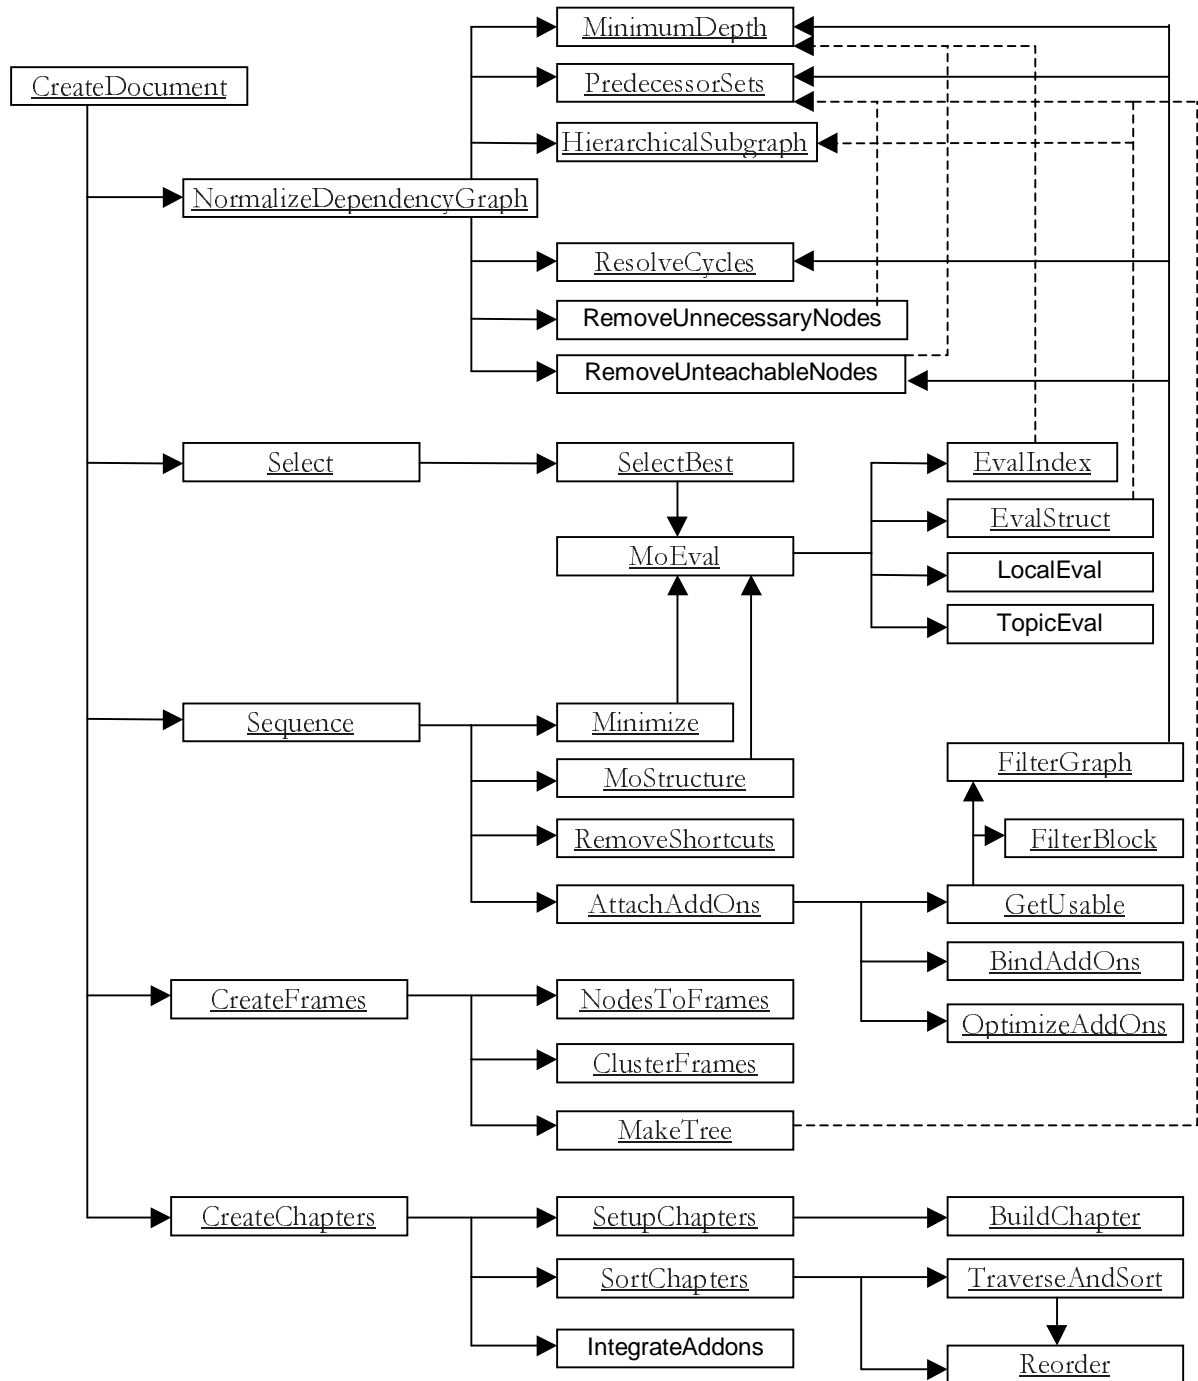 MinimumDepth
CreateDocument
PredecessorSets
HierarchicalSubgraph
NormalizeDependencyGraph
ResolveCycles
RemoveUnnecessaryNodes
RemoveUnteachableNodes
Select
SelectBest
EvalIndex
EvalStruct
MoEval
LocalEval
TopicEval
Sequence
Minimize
FilterGraph
MoStructure
RemoveShortcuts
FilterBlock
AttachAddOns
GetUsable
BindAddOns
CreateFrames
NodesToFrames
OptimizeAddOns
ClusterFrames
MakeTree
CreateChapters
SetupChapters
BuildChapter
SortChapters
TraverseAndSort
IntegrateAddons
Reorder